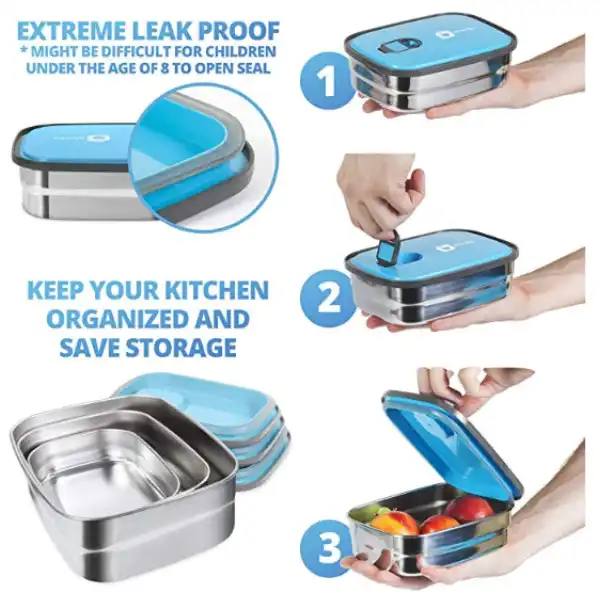 EXTREME LEAK PROOF
* MIGHT BE DIFFICULT FOR CHILDREN
UNDER THE AGE OF 8 TO OPEN SEAL
1
2
KEEP YOUR KITCHEN
ORGANIZED AND
SAVE STORAGE
3